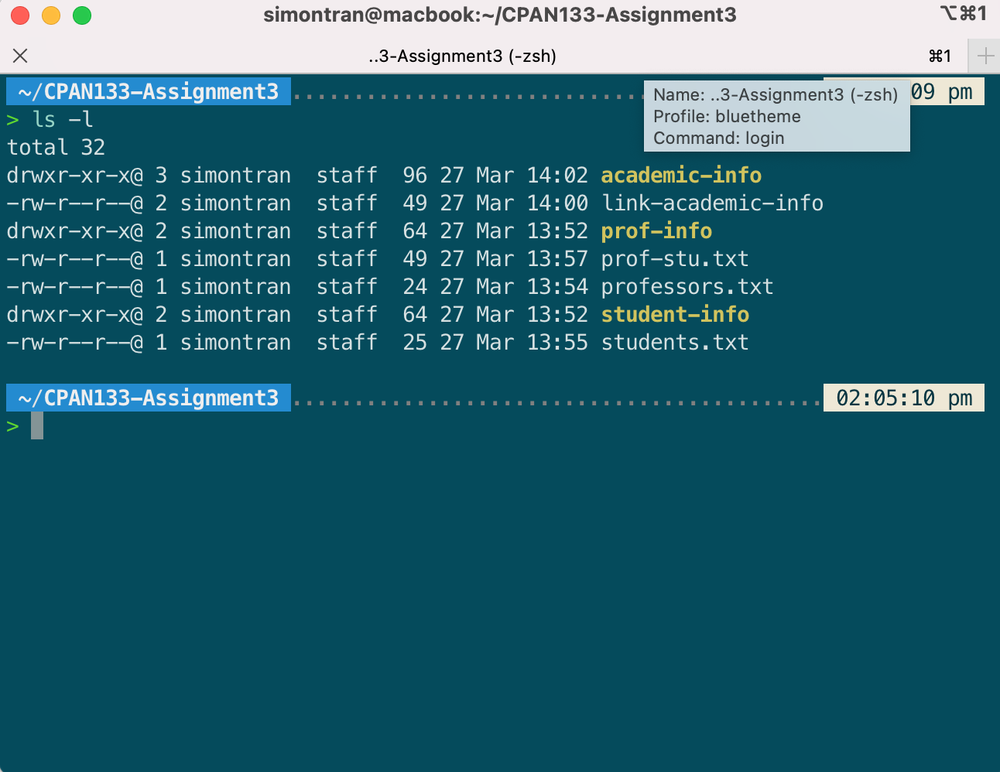 simontran@macbook:~/CPAN133-Assignment3 ⌥⌘1
..3-Assignment3 (-zsh) ⌘1
~/CPAN133-Assignment3 ....................................09 pm
Name: ..3-Assignment3 (-zsh)
Profile: bluetheme
Command: login
> ls -l
total 32
drwxr-xr-x@ 3 simontran  staff  96 27 Mar 14:02 academic-info
-rw-r--r--@ 2 simontran  staff  49 27 Mar 14:00 link-academic-info
drwxr-xr-x@ 2 simontran  staff  64 27 Mar 13:52 prof-info
-rw-r--r--@ 1 simontran  staff  49 27 Mar 13:57 prof-stu.txt
-rw-r--r--@ 1 simontran  staff  24 27 Mar 13:54 professors.txt
drwxr-xr-x@ 2 simontran  staff  64 27 Mar 13:52 student-info
-rw-r--r--@ 1 simontran  staff  25 27 Mar 13:55 students.txt
~/CPAN133-Assignment3 ........................................... 02:05:10 pm
>